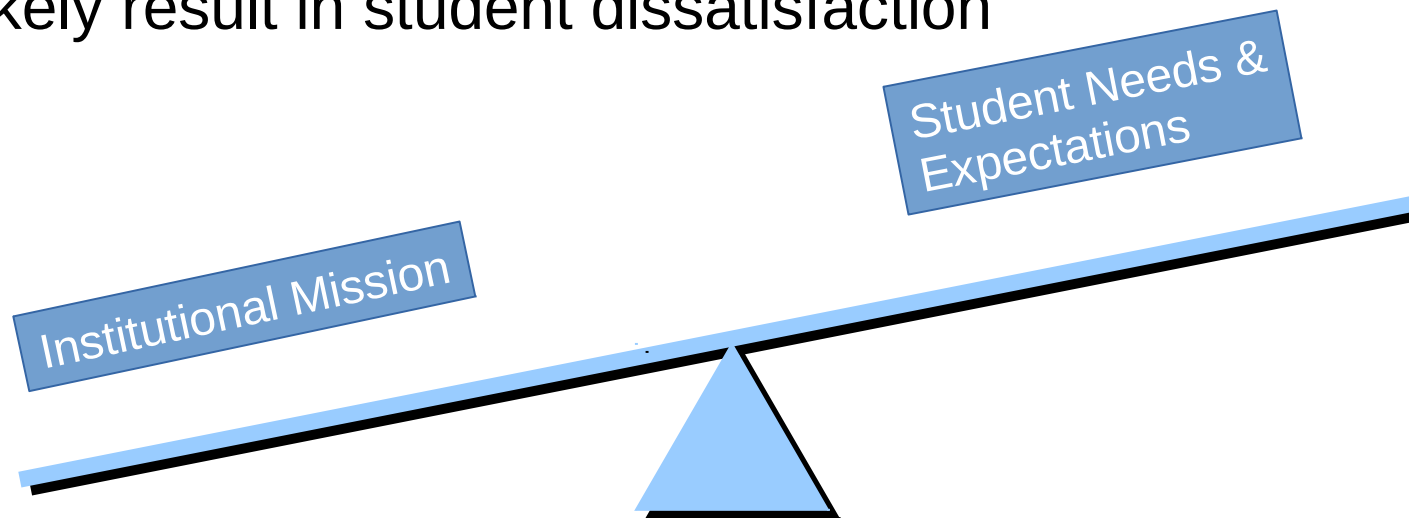 kely result in student dissatisfaction
Student Needs &
Expectations
Institutional Mission